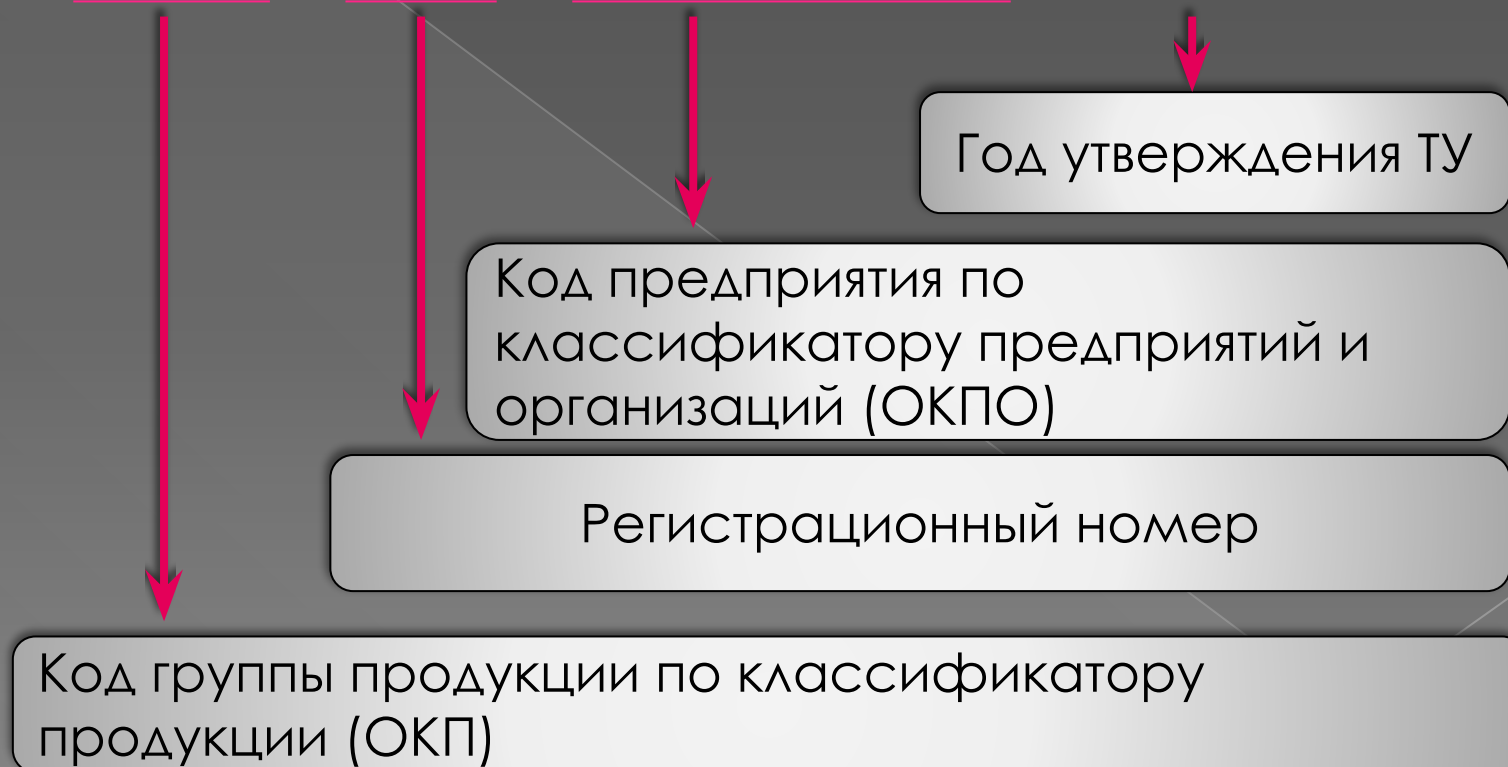 Год утверждения ТУ
Код предприятия по
классификатору предприятий и
организаций (ОКПО)
Регистрационный номер
Код группы продукции по классификатору
продукции (ОКП)